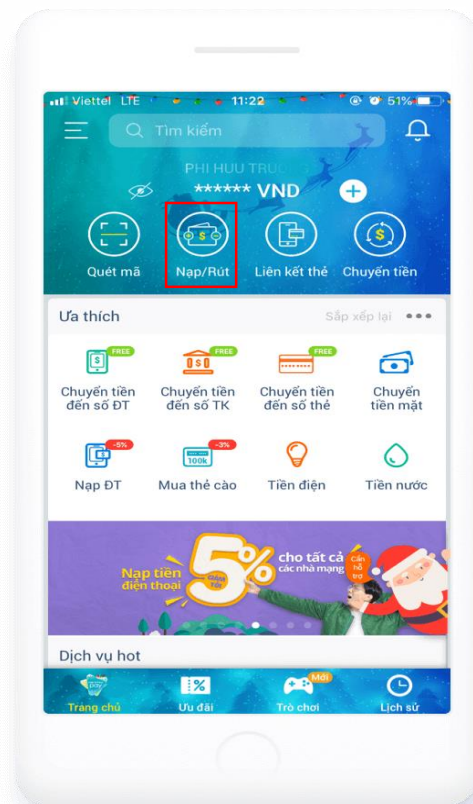 Viettel LTE 11:22 51%
Tìm kiếm
PHI HUU TRUONG
****** VND
Quét mã Nạp/Rút Liên kết thẻ Chuyển tiền
Ưa thích Sắp xếp lại
FREE FREE FREE
Chuyển tiền đến số ĐT
Chuyển tiền đến số TK
Chuyển tiền đến số thẻ
Chuyển tiền mặt
-5% -3%
100k
Nạp ĐT Mua thẻ cào Tiền điện Tiền nước
Nạp tiền điện thoại
5%
GIẢM TỚI
cho tất cả các nhà mạng
Dịch vụ hot
Mới
Trang chủ Ưu đãi Trò chơi Lịch sử